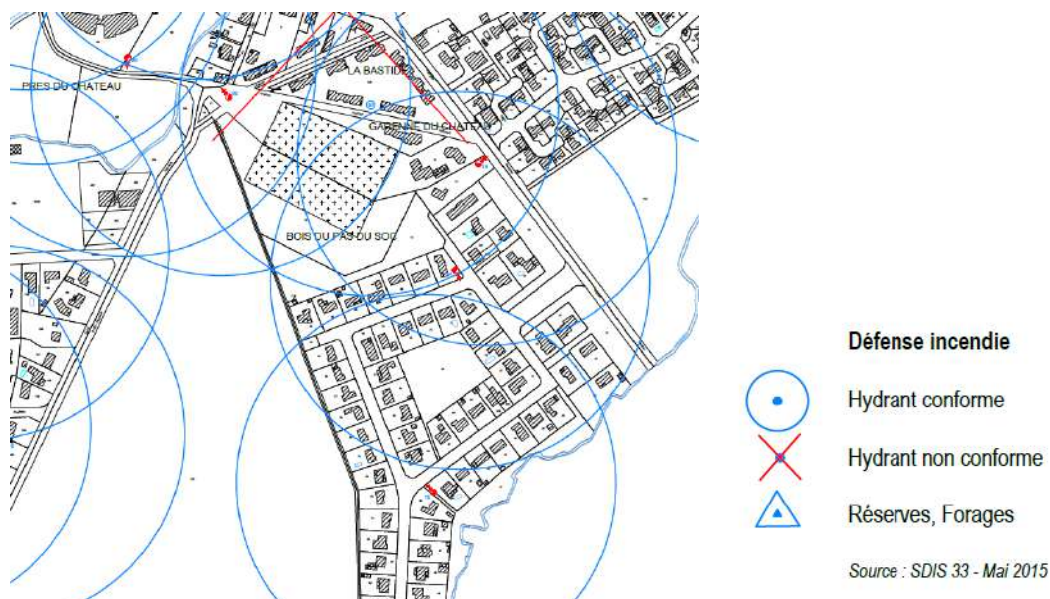 LA BASTIDE
PRES DU CHATEAU
GARENNE DU CHATEAU
BOIS DU PAS DU SOC
Défense incendie
Hydrant conforme
Hydrant non conforme
Réserves, Forages
Source : SDIS 33 - Mai 2015